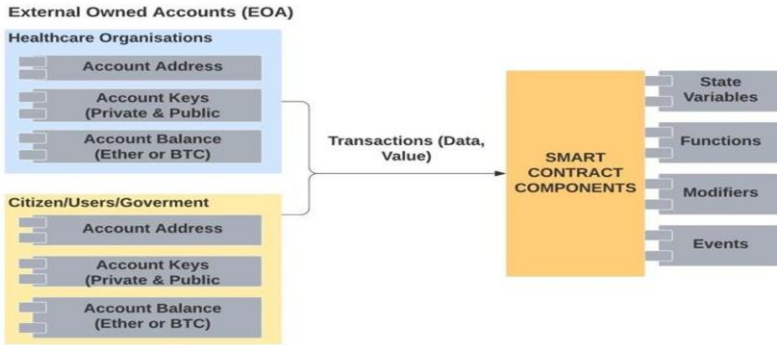 External Owned Accounts (EOA)
Healthcare Organisations
Account Address
Account Keys
(Private & Public
Account Balance
(Ether or BTC)
Citizen/Users/Goverment
Account Address
Account Keys
(Private & Public
Account Balance
(Ether or BTC)
Transactions (Data,
Value)
SMART
CONTRACT
COMPONENTS
State
Variables
Functions
Modifiers
Events